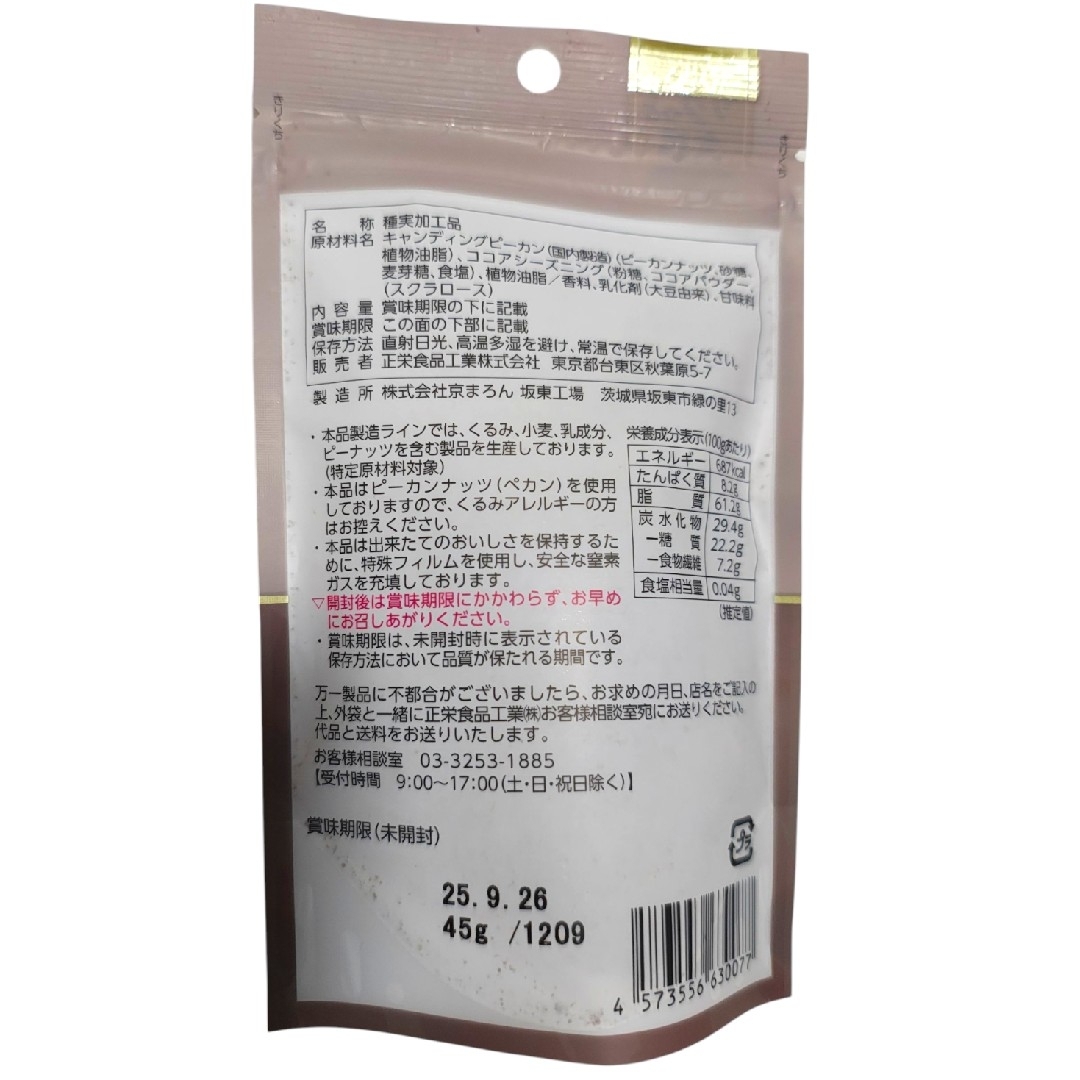 名称 種実加工品
原材料名 キャンディングピーカン(国内製造)(ピーカンナッツ、砂糖、
植物油脂)、ココアシーズニング(粉糖、ココアパウダー、
麦芽糖、食塩)、植物油脂/香料、乳化剤(大豆由来)、甘味料
(スクラロース)
内容量 賞味期限の下に記載
賞味期限 この面の下部に記載
保存方法 直射日光、高温多湿を避け、常温で保存してください。
販売者 正栄食品工業株式会社 東京都台東区秋葉原5-7
製造所 株式会社京まろん 坂東工場 茨城県坂東市緑の里13
・本品製造ラインでは、くるみ、小麦、乳成分、
ピーナッツを含む製品を生産しております。
(特定原材料対象)
・本品はピーカンナッツ(ペカン)を使用
しておりますので、くるみアレルギーの方
はお控えください。
・本品は出来たてのおいしさを保持するた
めに、特殊フィルムを使用し、安全な窒素
ガスを充填しております。
▽開封後は賞味期限にかかわらず、お早め
にお召しあがりください。
・賞味期限は、未開封時に表示されている
保存方法において品質が保たれる期間です。
栄養成分表示(100gあたり)
エネルギー 687kcal
たんぱく質 8.2g
脂質 61.2g
炭水化物 29.4g
ー糖質 22.2g
ー食物繊維 7.2g
食塩相当量 0.04g
(推定値)
万一製品に不都合がございましたら、お求めの月日、店名をご記入の
上、外袋と一緒に正栄食品工業㈱お客様相談室宛にお送りください。
代品と送料をお送りいたします。
お客様相談室 03-3253-1885
【受付時間 9:00〜17:00(土・日・祝日除く)】
賞味期限(未開封)
プラ
25.9.26
45g /1209
4 573556 630077